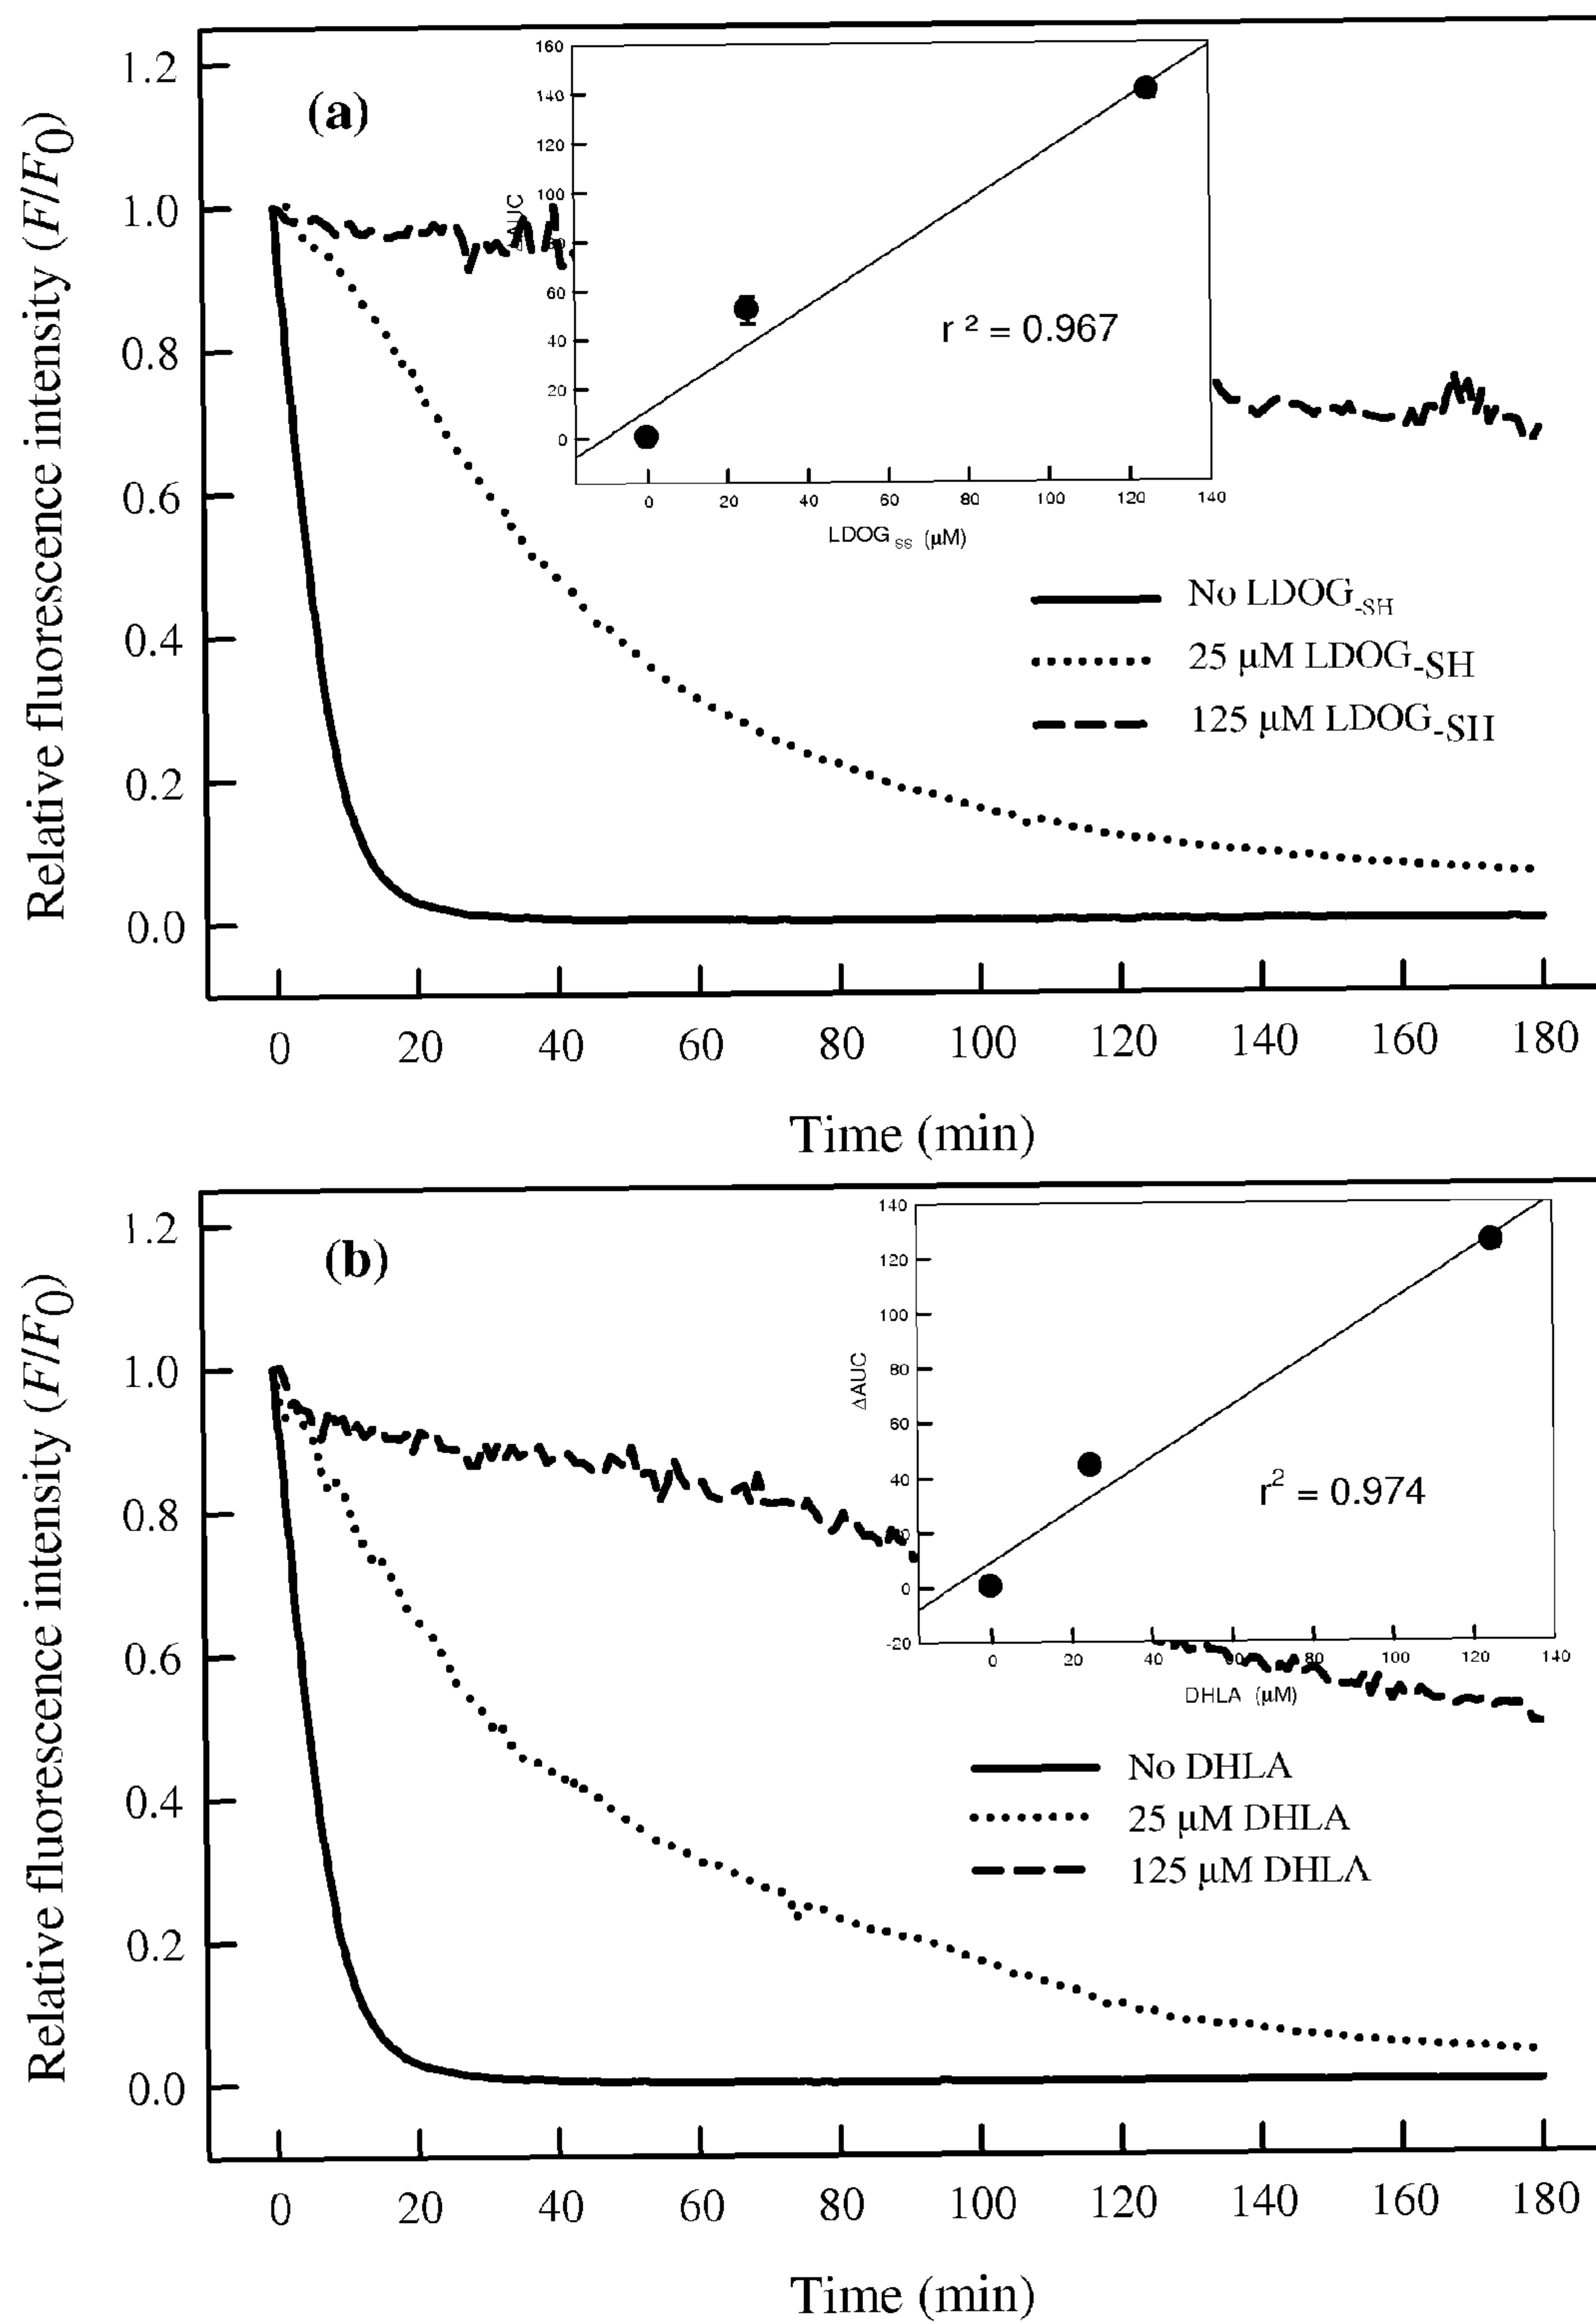 (a)
Relative fluorescence intensity (F/F0)
1.2
1.0
0.8
0.6
0.4
0.2
0.0
160
140
120
100
80
60
40
20
0
ΔAUC
r² = 0.967
0 20 40 60 80 100 120 140
LDOG SS (µM)
No LDOG-SH
25 µM LDOG-SH
125 µM LDOG-SH
0 20 40 60 80 100 120 140 160 180
Time (min)
(b)
Relative fluorescence intensity (F/F0)
1.2
1.0
0.8
0.6
0.4
0.2
0.0
140
120
100
80
60
40
20
0
-20
ΔAUC
r² = 0.974
0 20 40 60 80 100 120 140
DHLA (µM)
No DHLA
25 µM DHLA
125 µM DHLA
0 20 40 60 80 100 120 140 160 180
Time (min)